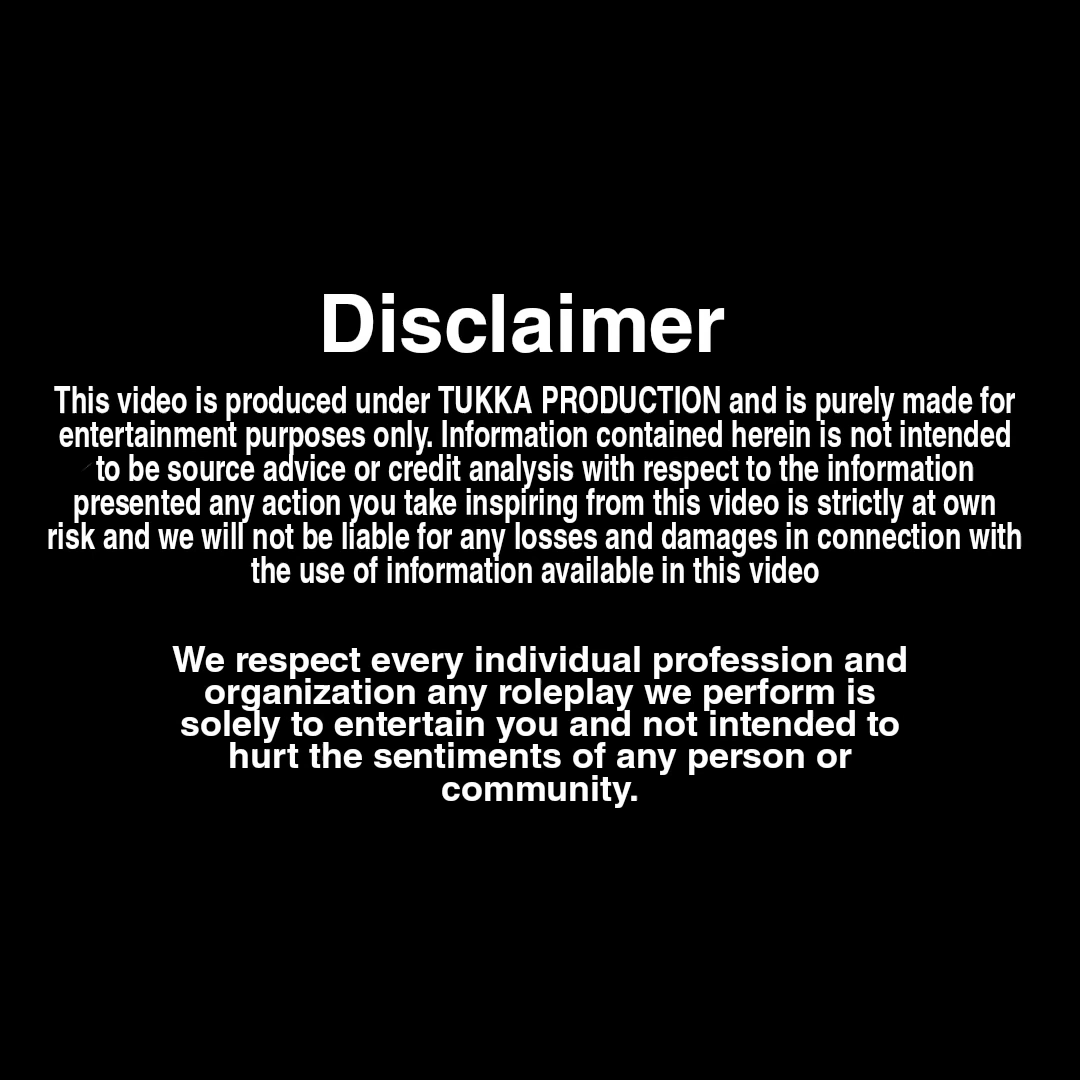 Disclaimer
This video is produced under TUKKA PRODUCTION and is purely made for
entertainment purposes only. Information contained herein is not intended
to be source advice or credit analysis with respect to the information
presented any action you take inspiring from this video is strictly at own
risk and we will not be liable for any losses and damages in connection with
the use of information available in this video
We respect every individual profession and
organization any roleplay we perform is
solely to entertain you and not intended to
hurt the sentiments of any person or
community.